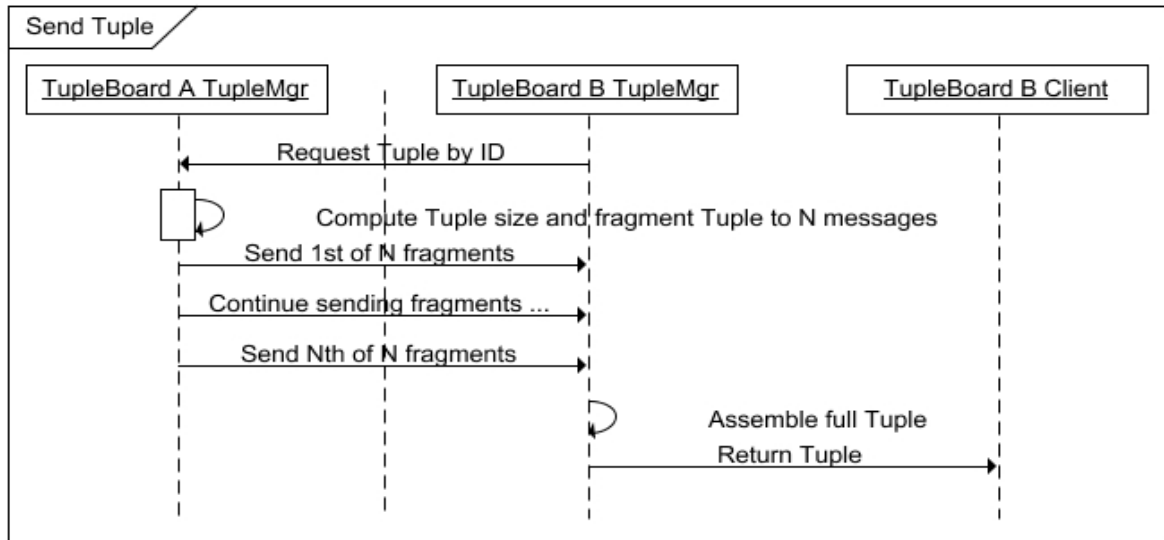 Send Tuple
TupleBoard A TupleMgr
TupleBoard B TupleMgr
TupleBoard B Client
Request Tuple by ID
Compute Tuple size and fragment Tuple to N messages
Send 1st of N fragments
Continue sending fragments ...
Send Nth of N fragments
Assemble full Tuple
Return Tuple